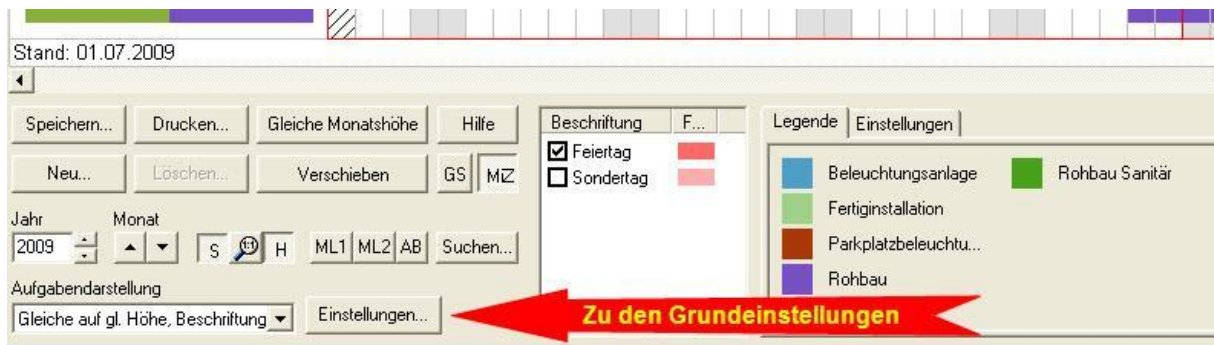 Stand: 01.07.2009
Speichern... Drucken... Gleiche Monatshöhe Hilfe
Neu... Löschen... Verschieben GS MIZ
Jahr Monat
2009 S 1:1 H ML1 ML2 AB Suchen...
Aufgabendarstellung
Gleiche auf gl. Höhe, Beschriftung Einstellungen...
Beschriftung F...
Feiertag
Sondertag
Legende Einstellungen
Beleuchtungsanlage Rohbau Sanitär
Fertiginstallation
Parkplatzbeleuchtu...
Rohbau
Zu den Grundeinstellungen